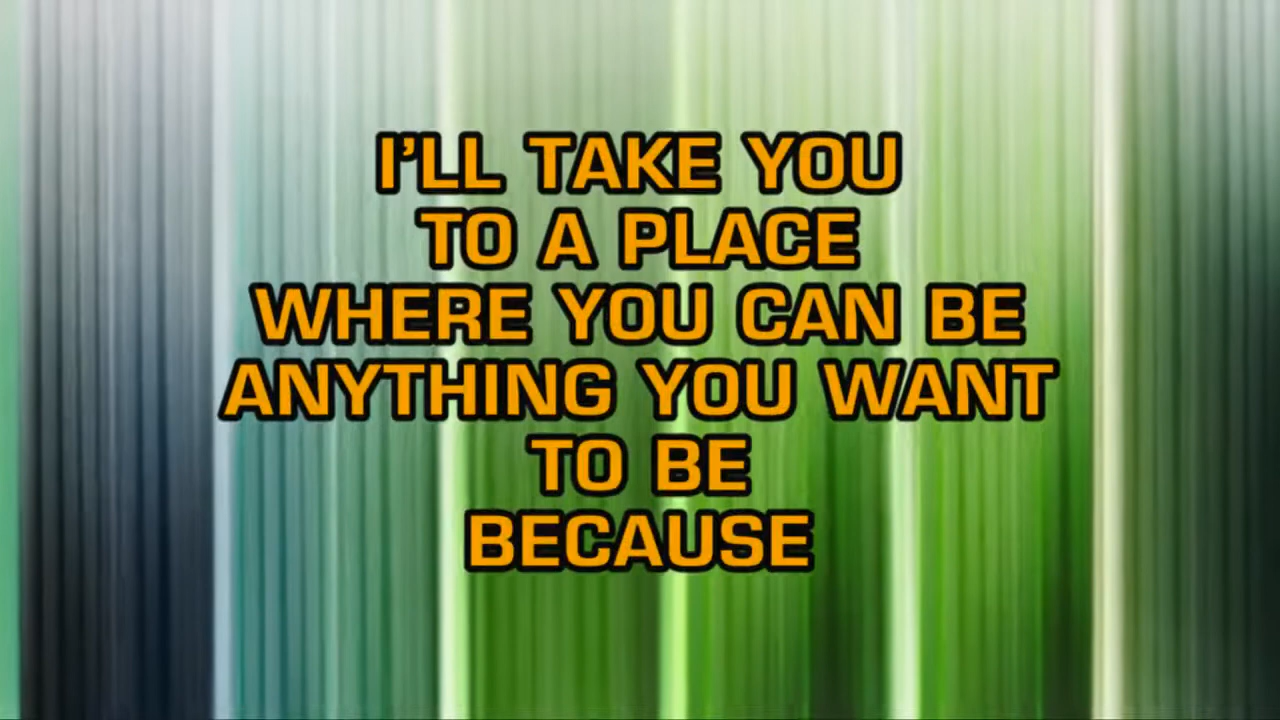 I'LL TAKE YOU
TO A PLACE
WHERE YOU CAN BE
ANYTHING YOU WANT
TO BE
BECAUSE